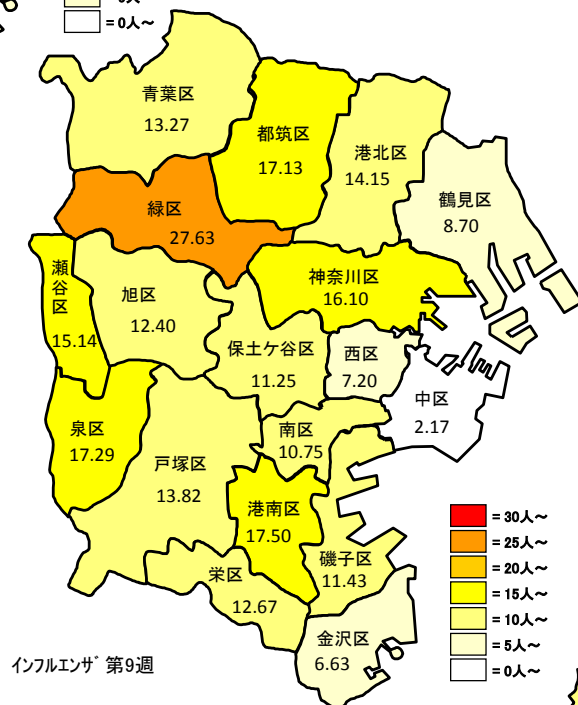 = 0人～
青葉区
13.27
都筑区
17.13
港北区
14.15
鶴見区
8.70
緑区
27.63
瀬谷区
15.14
旭区
12.40
神奈川区
16.10
保土ケ谷区
11.25
西区
7.20
中区
2.17
泉区
17.29
戸塚区
13.82
南区
10.75
港南区
17.50
磯子区
11.43
栄区
12.67
金沢区
6.63
= 30人～
= 25人～
= 20人～
= 15人～
= 10人～
= 5人～
= 0人～
インフルエンザ 第9週